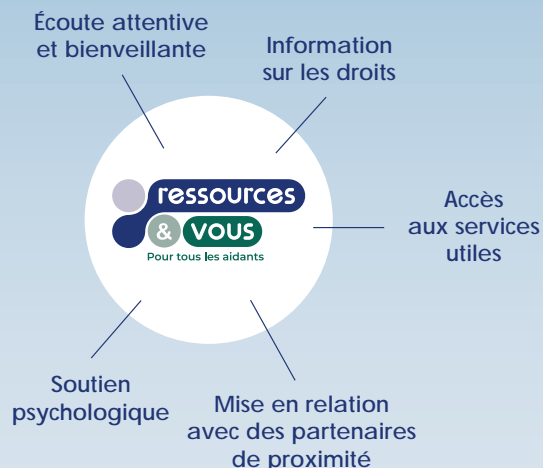 Écoute attentive
et bienveillante
Information
sur les droits
ressources
& vous
Pour tous les aidants
Accès
aux services
utiles
Soutien
psychologique
Mise en relation
avec des partenaires
de proximité